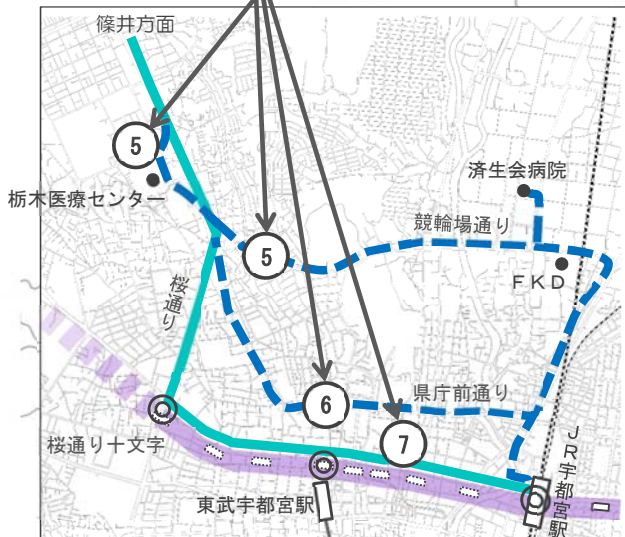 篠井方面
5
栃木医療センター
済生会病院
競輪場通り
5
FKD
桜通り
6
県庁前通り
7
桜通り十文字
東武宇都宮駅
JR宇都宮駅